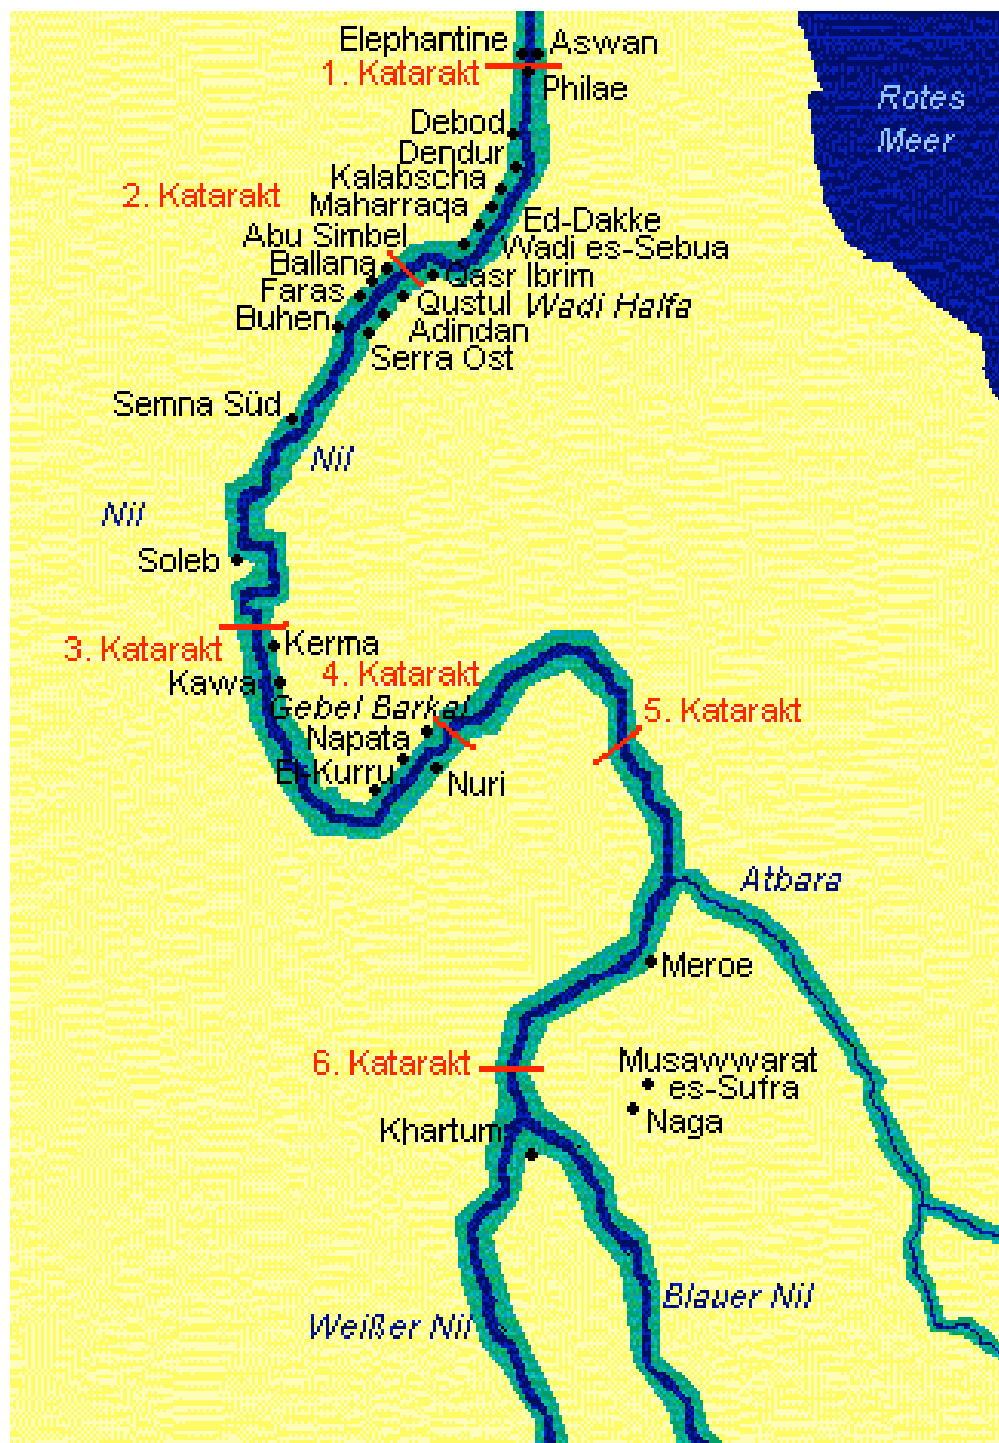 Elephantine
Aswan
1. Katarakt
Philae
Rotes
Meer
Debod
Dendur
Kalabscha
2. Katarakt
Maharraqa
Ed-Dakke
Abu Simbel
Wadi es-Sebua
Ballana
Qasr Ibrim
Faras
Qustul
Wadi Halfa
Buhen
Adindan
Serra Ost
Semna Süd
Nil
Nil
Soleb
3. Katarakt
Kerma
4. Katarakt
Kawa
Gebel Barkal
5. Katarakt
Napata
El-Kurru
Nuri
Atbara
Meroe
6. Katarakt
Musawwarat
es-Sufra
Naga
Khartum
Blauer Nil
Weißer Nil